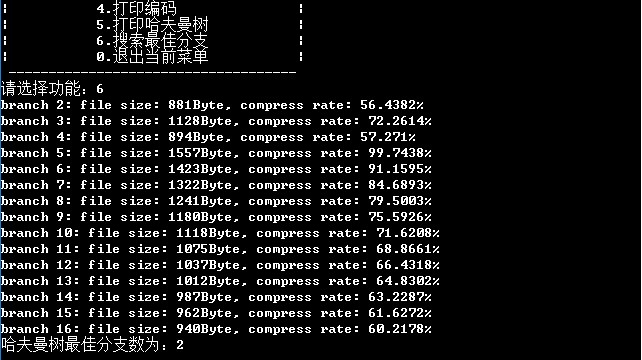 ¦ 4.打印编码 ¦
¦ 5.打印哈夫曼树 ¦
¦ 6.搜索最佳分支 ¦
¦ 0.退出当前菜单 ¦
------------------------------------
请选择功能：6
branch 2: file size: 881Byte, compress rate: 56.4382%
branch 3: file size: 1128Byte, compress rate: 72.2614%
branch 4: file size: 894Byte, compress rate: 57.271%
branch 5: file size: 1557Byte, compress rate: 99.7438%
branch 6: file size: 1423Byte, compress rate: 91.1595%
branch 7: file size: 1322Byte, compress rate: 84.6893%
branch 8: file size: 1241Byte, compress rate: 79.5003%
branch 9: file size: 1180Byte, compress rate: 75.5926%
branch 10: file size: 1118Byte, compress rate: 71.6208%
branch 11: file size: 1075Byte, compress rate: 68.8661%
branch 12: file size: 1037Byte, compress rate: 66.4318%
branch 13: file size: 1012Byte, compress rate: 64.8302%
branch 14: file size: 987Byte, compress rate: 63.2287%
branch 15: file size: 962Byte, compress rate: 61.6272%
branch 16: file size: 940Byte, compress rate: 60.2178%
哈夫曼树最佳分支数为：2